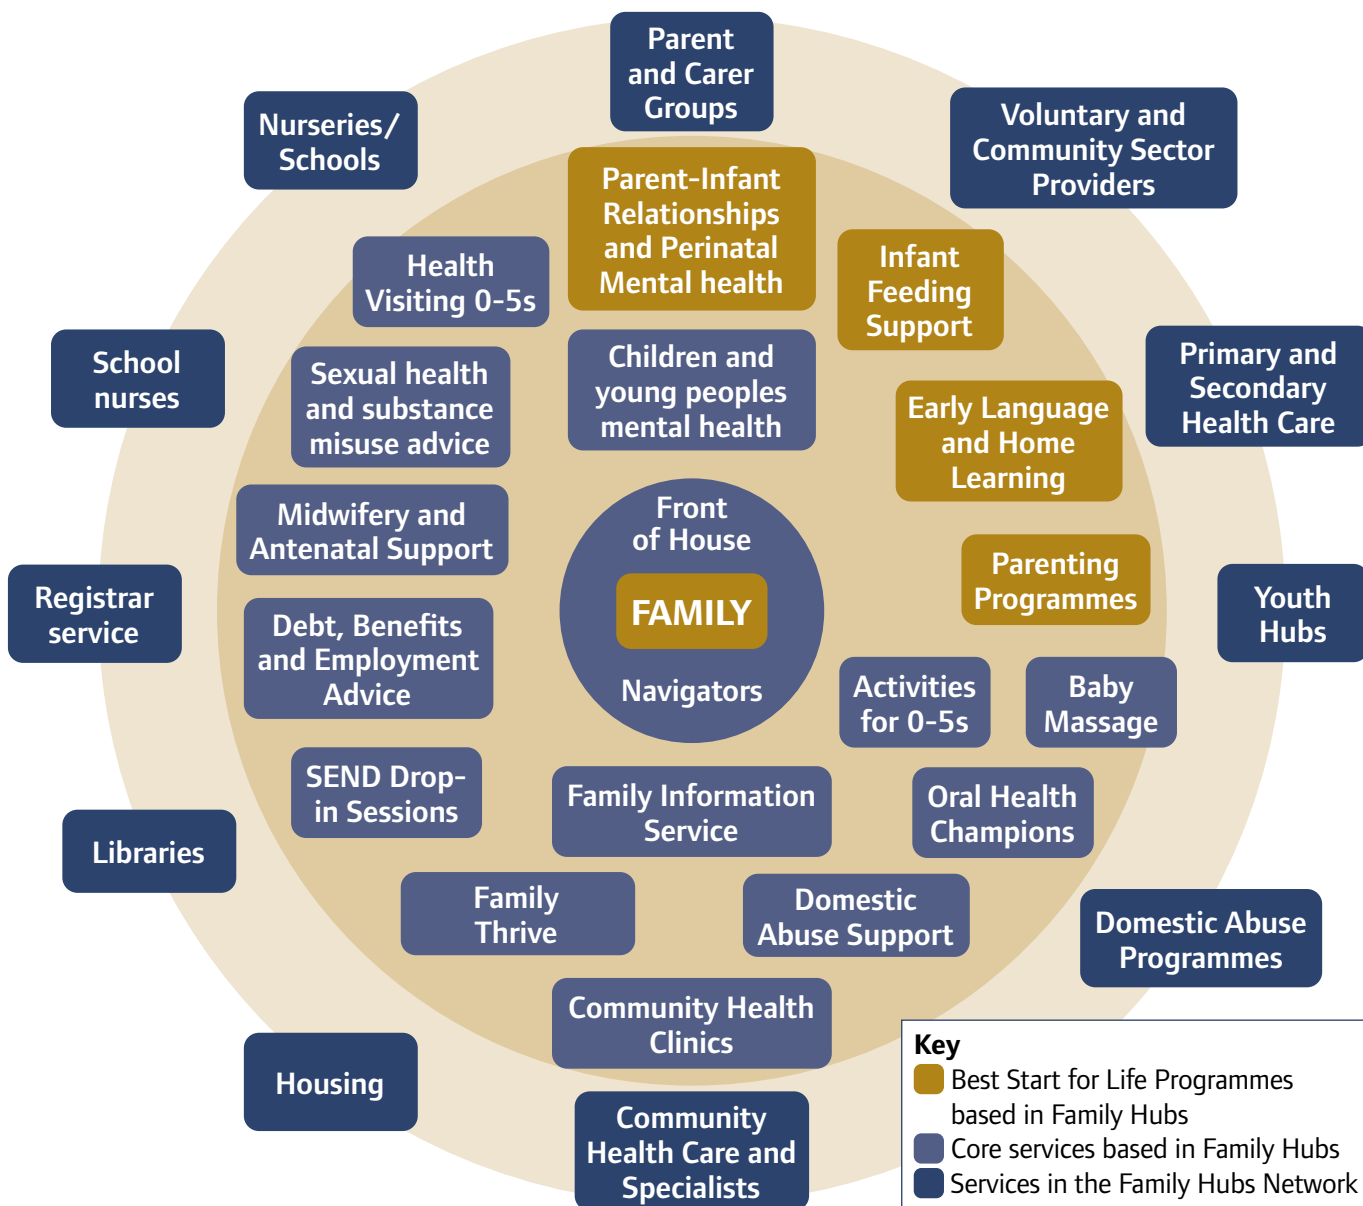 Parent
and Carer
Groups
Nurseries/
Schools
Voluntary and
Community Sector
Providers
Parent-Infant
Relationships
and Perinatal
Mental health
Infant
Feeding
Support
Health
Visiting 0-5s
School
nurses
Sexual health
and substance
misuse advice
Children and
young peoples
mental health
Primary and
Secondary
Health Care
Early Language
and Home
Learning
Midwifery and
Antenatal Support
Front
of House
FAMILY
Navigators
Parenting
Programmes
Registrar
service
Youth
Hubs
Debt, Benefits
and Employment
Advice
Activities
for 0-5s
Baby
Massage
SEND Drop-
in Sessions
Family Information
Service
Oral Health
Champions
Libraries
Family
Thrive
Domestic
Abuse Support
Domestic Abuse
Programmes
Community Health
Clinics
Housing
Community
Health Care and
Specialists
Key
Best Start for Life Programmes
based in Family Hubs
Core services based in Family Hubs
Services in the Family Hubs Network